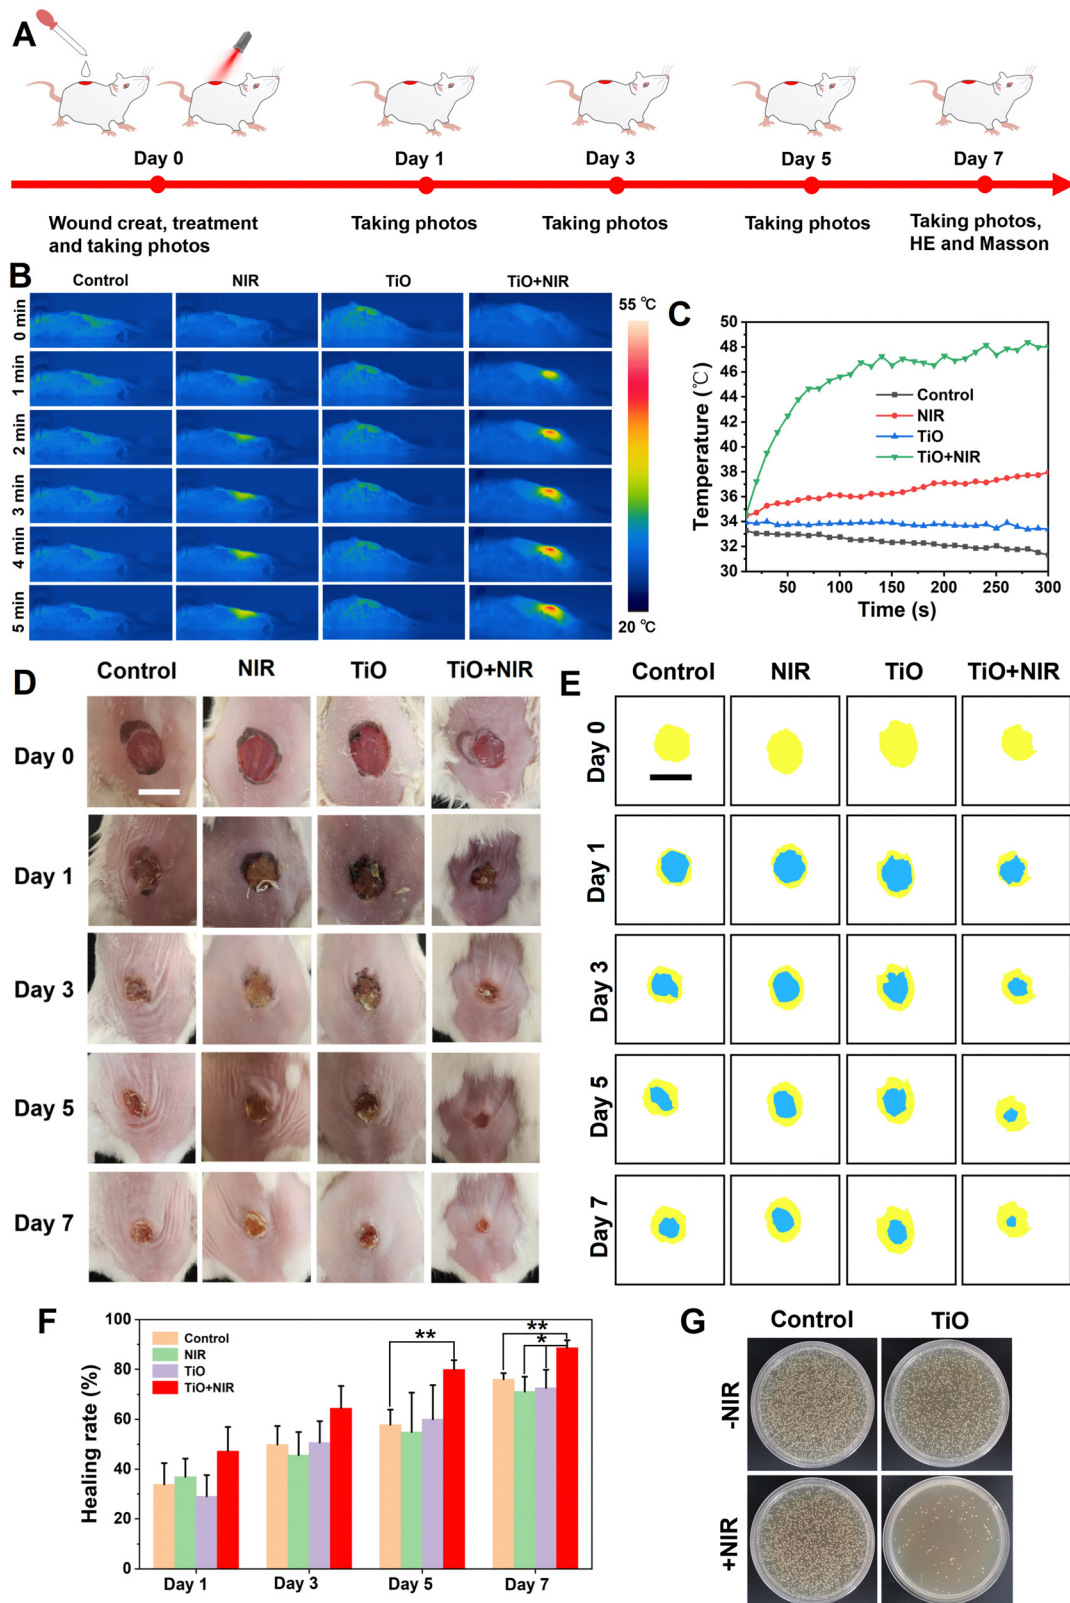 A
Day 0
Day 1
Day 3
Day 5
Day 7
Wound creat, treatment
and taking photos
Taking photos
Taking photos
Taking photos
Taking photos,
HE and Masson
B
Control
NIR
TiO
TiO+NIR
0 min
1 min
2 min
3 min
4 min
5 min
55 ℃
20 ℃
C
Temperature (℃)
50
48
46
44
42
40
38
36
34
32
30
Control
NIR
TiO
TiO+NIR
50
100
150
200
250
300
Time (s)
D
Control
NIR
TiO
TiO+NIR
Day 0
Day 1
Day 3
Day 5
Day 7
E
Control
NIR
TiO
TiO+NIR
Day 0
Day 1
Day 3
Day 5
Day 7
F
Healing rate (%)
100
80
60
40
20
0
Control
NIR
TiO
TiO+NIR
**
**
*
Day 1
Day 3
Day 5
Day 7
G
Control
TiO
-NIR
+NIR